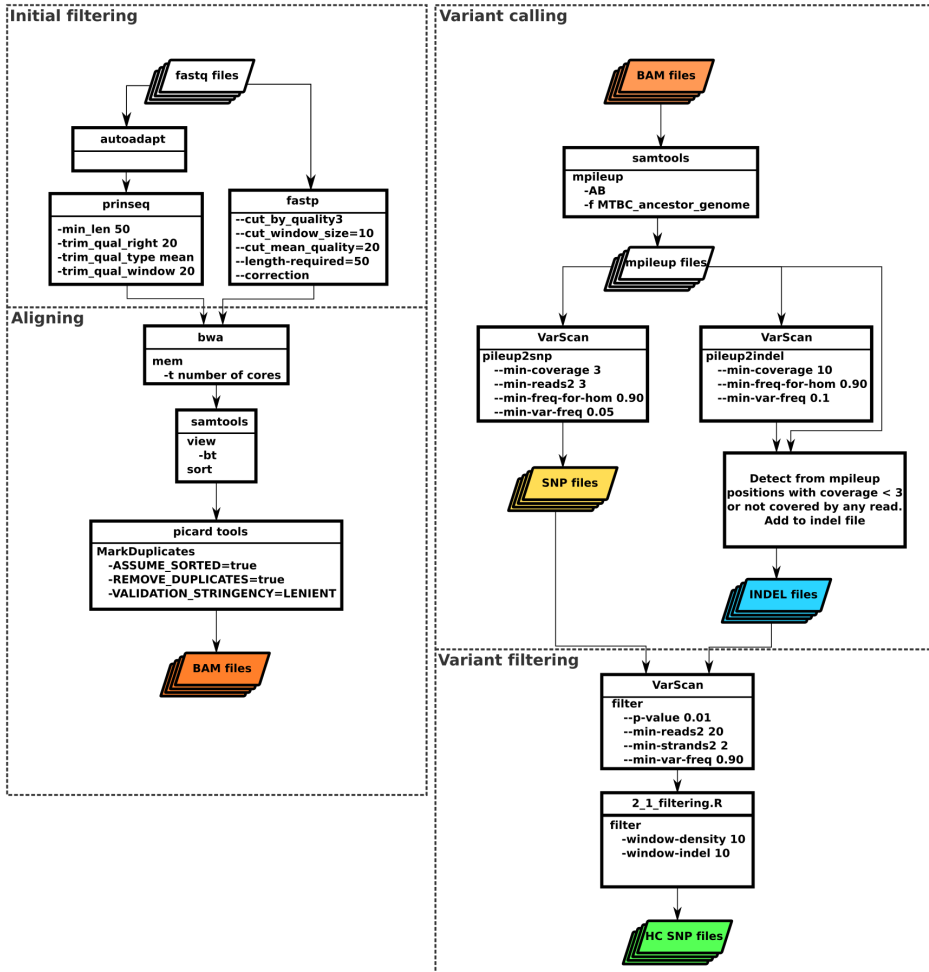 Initial filtering
fastq files
autoadapt
prinseq
-min_len 50
-trim_qual_right 20
-trim_qual_type mean
-trim_qual_window 20
fastp
--cut_by_quality3
--cut_window_size=10
--cut_mean_quality=20
--length-required=50
--correction
Aligning
bwa
mem
-t number of cores
samtools
view
-bt
sort
picard tools
MarkDuplicates
-ASSUME_SORTED=true
-REMOVE_DUPLICATES=true
-VALIDATION_STRINGENCY=LENIENT
BAM files
Variant calling
BAM files
samtools
mpileup
-AB
-f MTBC_ancestor_genome
mpileup files
VarScan
pileup2snp
--min-coverage 3
--min-reads2 3
--min-freq-for-hom 0.90
--min-var-freq 0.05
SNP files
VarScan
pileup2indel
--min-coverage 10
--min-freq-for-hom 0.90
--min-var-freq 0.1
Detect from mpileup
positions with coverage < 3
or not covered by any read.
Add to indel file
INDEL files
Variant filtering
VarScan
filter
--p-value 0.01
--min-reads2 20
--min-strands2 2
--min-var-freq 0.90
2_1_filtering.R
filter
-window-density 10
-window-indel 10
HC SNP files